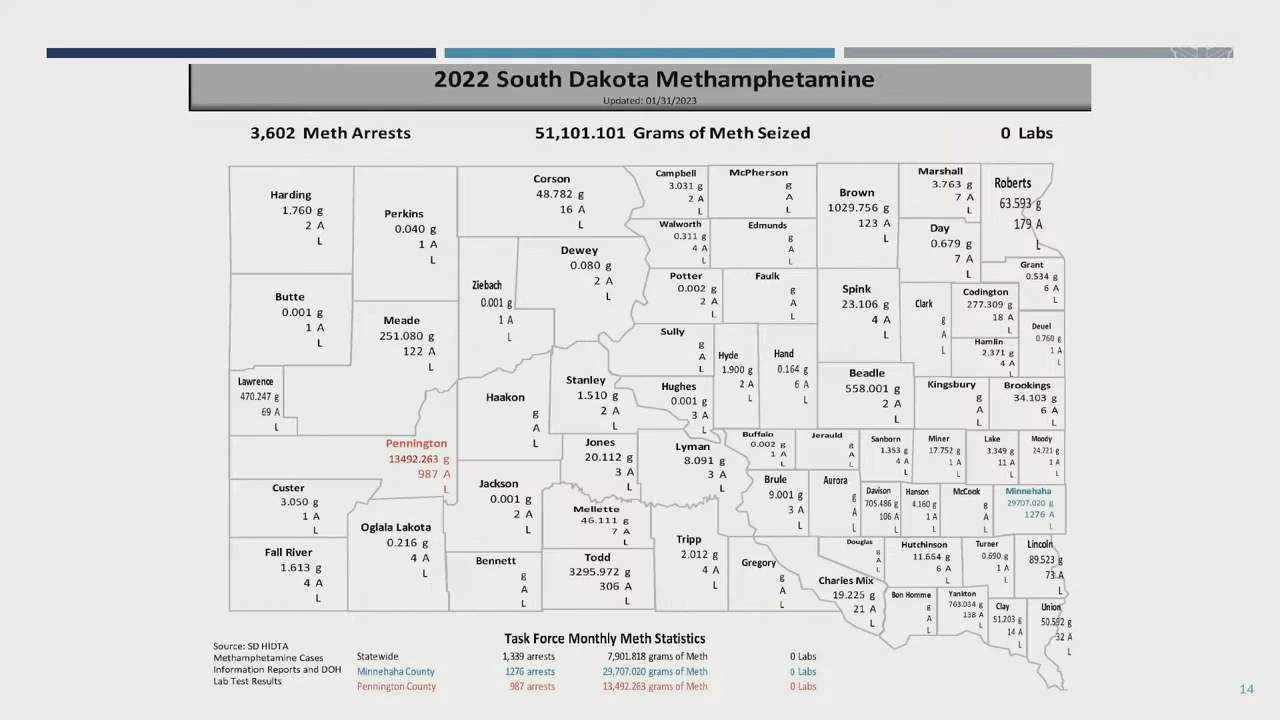 2022 South Dakota Methamphetamine
Updated: 01/31/2023
3,602 Meth Arrests
51,101.101 Grams of Meth Seized
0 Labs
Harding
1.760 g
2 A
L
Perkins
0.040 g
1 A
L
Corson
48.782 g
16 A
L
Campbell
3.031 g
2 A
L
McPherson
g
A
L
Brown
1029.756 g
123 A
L
Marshall
3.763 g
7 A
L
Roberts
63.593 g
179 A
L
Walworth
0.311 g
4 A
L
Edmunds
g
A
L
Day
0.679 g
7 A
L
Dewey
0.080 g
2 A
L
Ziebach
0.001 g
1 A
L
Potter
0.002 g
2 A
L
Faulk
g
A
L
Spink
23.106 g
4 A
L
Clark
g
A
L
Codington
277.309 g
18 A
L
Grant
0.534 g
6 A
L
Butte
0.001 g
1 A
L
Meade
251.080 g
122 A
L
Sully
g
A
L
Hyde
1.900 g
2 A
L
Hand
0.164 g
6 A
L
Hamlin
2.371 g
4 A
L
Deuel
0.760 g
1 A
L
Lawrence
470.247 g
69 A
L
Haakon
g
A
L
Stanley
1.510 g
2 A
L
Hughes
0.001 g
3 A
L
Beadle
558.001 g
2 A
L
Kingsbury
g
A
L
Brookings
34.103 g
6 A
L
Pennington
13492.263 g
987 A
L
Jones
20.112 g
3 A
L
Lyman
8.091 g
3 A
L
Buffalo
0.002 g
1 A
L
Jerauld
g
A
L
Sanborn
1.353 g
4 A
L
Miner
17.752 g
1 A
L
Lake
3.349 g
11 A
L
Moody
24.721 g
1 A
L
Custer
3.050 g
1 A
L
Jackson
0.001 g
2 A
L
Brule
9.001 g
3 A
L
Aurora
g
A
L
Davison
705.486 g
106 A
L
Hanson
4.160 g
1 A
L
McCook
g
A
L
Minnehaha
29707.020 g
1276 A
L
Oglala Lakota
0.216 g
4 A
L
Mellette
46.111 g
7 A
L
Tripp
2.012 g
4 A
L
Fall River
1.613 g
4 A
L
Bennett
g
A
L
Todd
3295.972 g
306 A
L
Gregory
g
A
L
Douglas
g
A
L
Charles Mix
19.225 g
21 A
L
Hutchinson
11.664 g
6 A
L
Turner
0.690 g
1 A
L
Lincoln
89.523 g
73 A
L
Bon Homme
g
A
L
Yankton
763.034 g
138 A
L
Clay
51.203 g
14 A
L
Union
50.592 g
32 A
L
Source: SD HIDTA
Methamphetamine Cases
Information Reports and DOH
Lab Test Results
Task Force Monthly Meth Statistics
Statewide 1,339 arrests 7,901.818 grams of Meth 0 Labs
Minnehaha County 1276 arrests 29,707.020 grams of Meth 0 Labs
Pennington County 987 arrests 13,492.263 grams of Meth 0 Labs
14